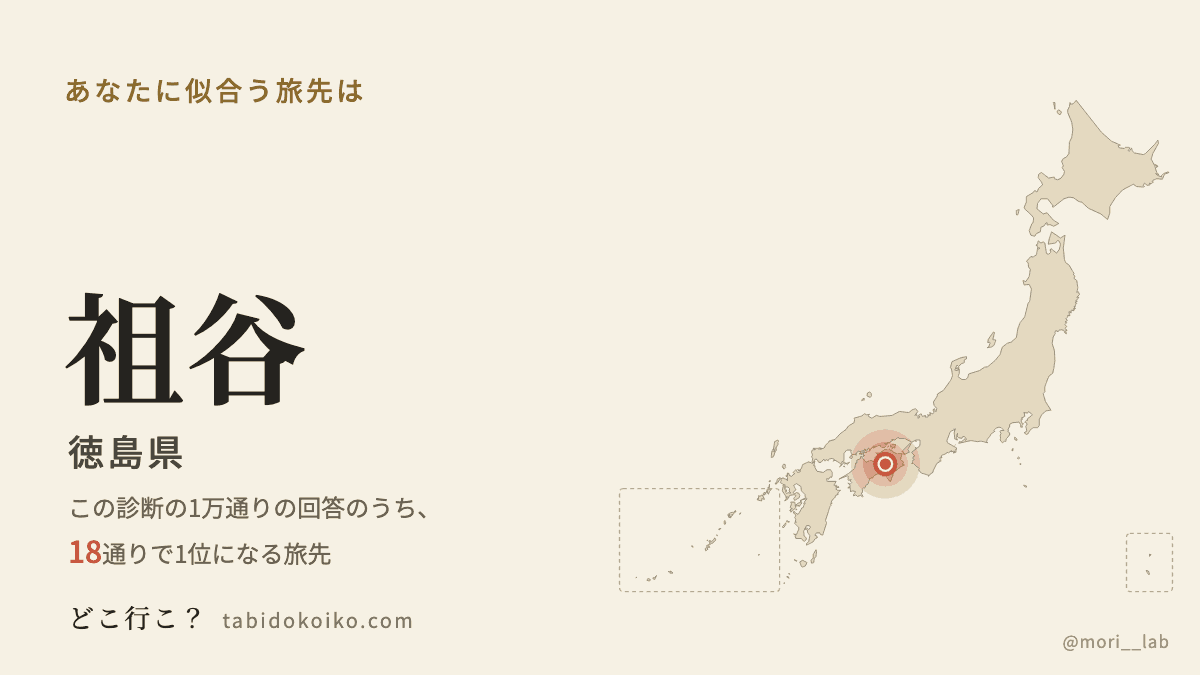 あなたに似合う旅先は
祖谷
徳島県
この診断の1万通りの回答のうち、
18通りで1位になる旅先
どこ行こ？ tabidokoiko.com
@mori__lab